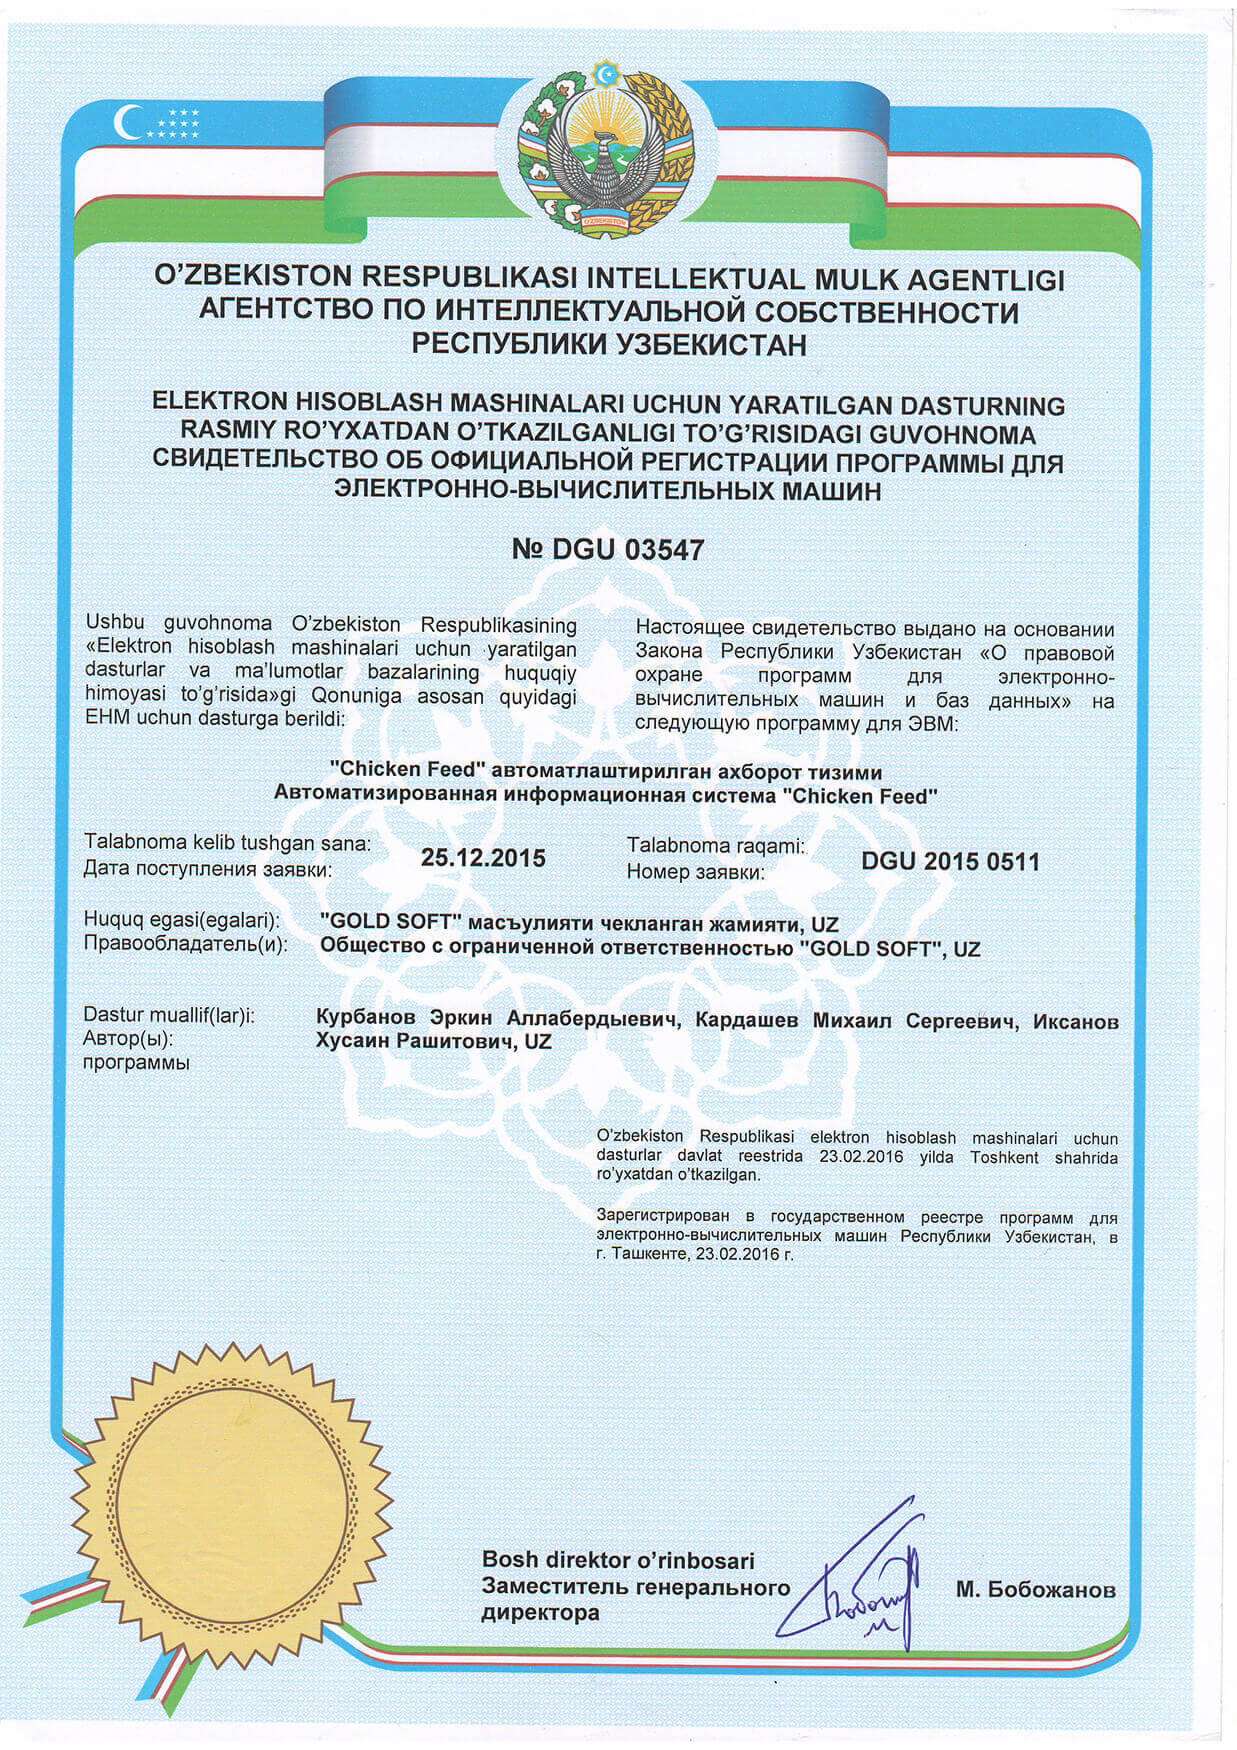 O'ZBEKISTON
O’ZBEKISTON RESPUBLIKASI INTELLEKTUAL MULK AGENTLIGI
АГЕНТСТВО ПО ИНТЕЛЛЕКТУАЛЬНОЙ СОБСТВЕННОСТИ
РЕСПУБЛИКИ УЗБЕКИСТАН
ELEKTRON HISOBLASH MASHINALARI UCHUN YARATILGAN DASTURNING
RASMIY RO’YXATDAN O’TKAZILGANLIGI TO’G’RISIDAGI GUVOHNOMA
СВИДЕТЕЛЬСТВО ОБ ОФИЦИАЛЬНОЙ РЕГИСТРАЦИИ ПРОГРАММЫ ДЛЯ
ЭЛЕКТРОННО-ВЫЧИСЛИТЕЛЬНЫХ МАШИН
№ DGU 03547
Ushbu guvohnoma O’zbekiston Respublikasining
«Elektron hisoblash mashinalari uchun yaratilgan
dasturlar va ma’lumotlar bazalarining huquqiy
himoyasi to’g’risida»gi Qonuniga asosan quyidagi
EHM uchun dasturga berildi:
Настоящее свидетельство выдано на основании
Закона Республики Узбекистан «О правовой
охране программ для электронно-
вычислительных машин и баз данных» на
следующую программу для ЭВМ:
"Chicken Feed" автоматлаштирилган ахборот тизими
Автоматизированная информационная система "Chicken Feed"
Talabnoma kelib tushgan sana:
Дата поступления заявки:
25.12.2015
Talabnoma raqami:
Номер заявки:
DGU 2015 0511
Huquq egasi(egalari):
Правообладатель(и):
"GOLD SOFT" масъулияти чекланган жамияти, UZ
Общество с ограниченной ответственностью "GOLD SOFT", UZ
Dastur muallif(lar)i:
Автор(ы):
программы
Курбанов Эркин Аллабердыевич, Кардашев Михаил Сергеевич, Иксанов
Хусаин Рашитович, UZ
O’zbekiston Respublikasi elektron hisoblash mashinalari uchun
dasturlar davlat reestrida 23.02.2016 yilda Toshkent shahrida
ro’yxatdan o’tkazilgan.
Зарегистрирован в государственном реестре программ для
электронно-вычислительных машин Республики Узбекистан, в
г. Ташкенте, 23.02.2016 г.
Bosh direktor o’rinbosari
Заместитель генерального
директора
М. Бобожанов